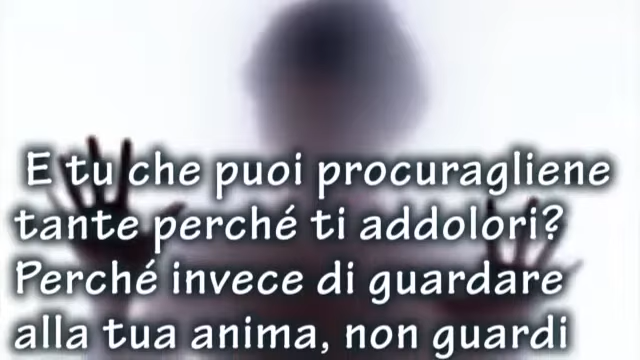 E tu che puoi procuragliene
tante perché ti addolori?
Perché invece di guardare
alla tua anima, non guardi